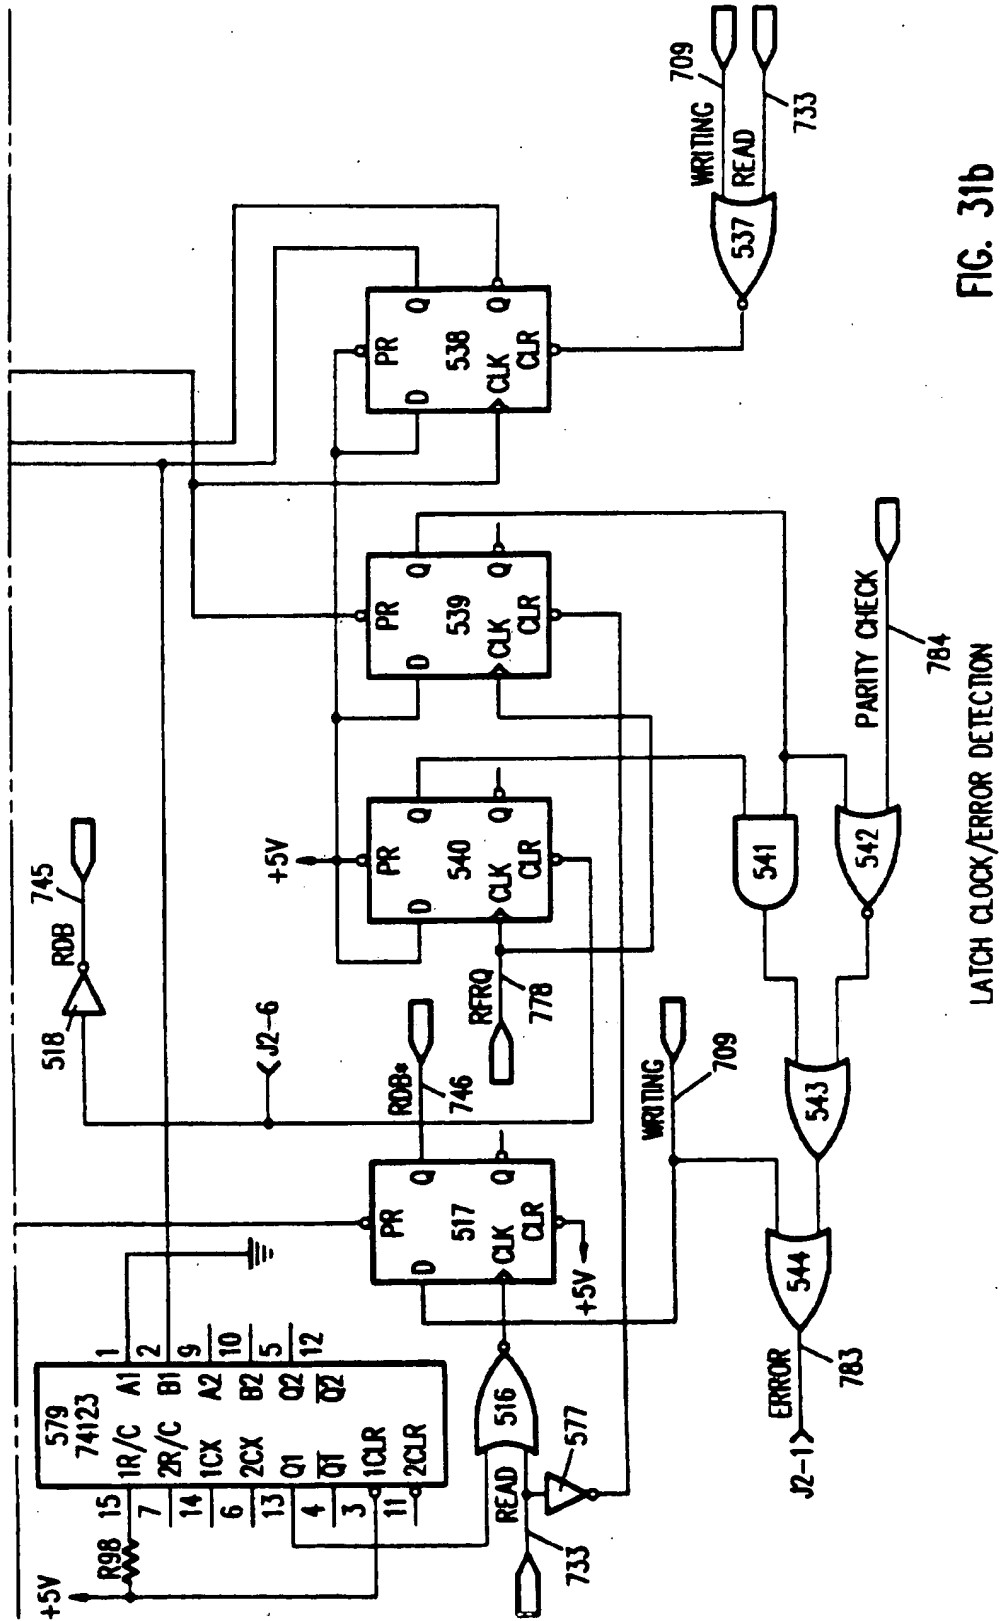 +5V
R98
15
7
14
6
13
4
3
11
579
74123
1R/C
2R/C
1CX
2CX
Q1
Q1
1CLR
2CLR
A1
B1
A2
B2
Q2
Q2
1
2
9
10
5
12
518
RDB
745
J2-6
READ
733
516
577
PR
D
Q
517
CLK
Q
CLR
+5V
RDB*
746
RFRQ
778
+5V
PR
D
Q
540
CLK
Q
CLR
PR
D
Q
539
CLK
Q
CLR
PR
D
Q
538
CLK
Q
CLR
J2-1
ERROR
783
544
WRITING
709
543
541
542
PARITY CHECK
784
537
WRITING
709
READ
733
LATCH CLOCK/ERROR DETECTION
FIG. 31b